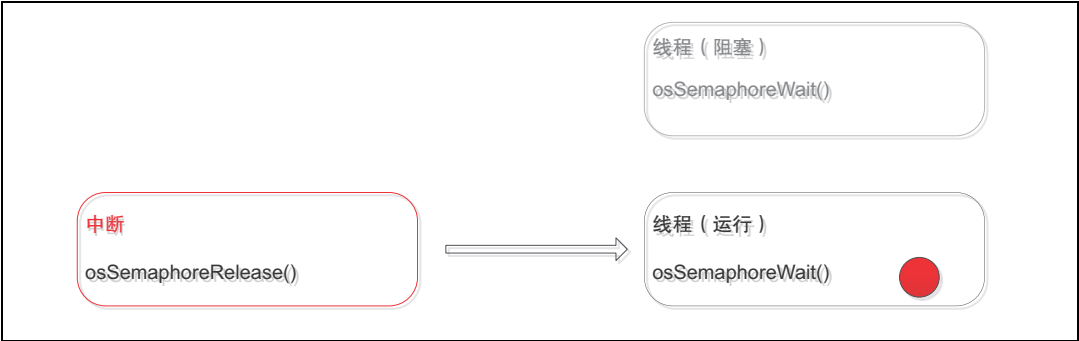 线程（阻塞）
osSemaphoreWait()
中断
osSemaphoreRelease()
线程（运行）
osSemaphoreWait()